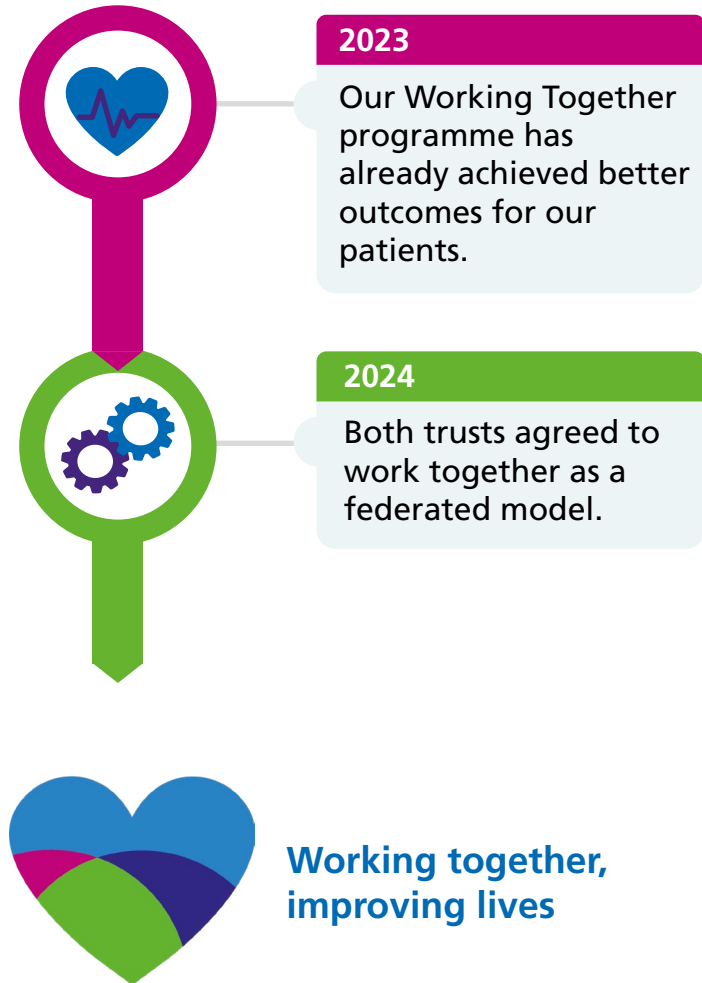 2023
Our Working Together
programme has
already achieved better
outcomes for our
patients.
2024
Both trusts agreed to
work together as a
federated model.
Working together,
improving lives